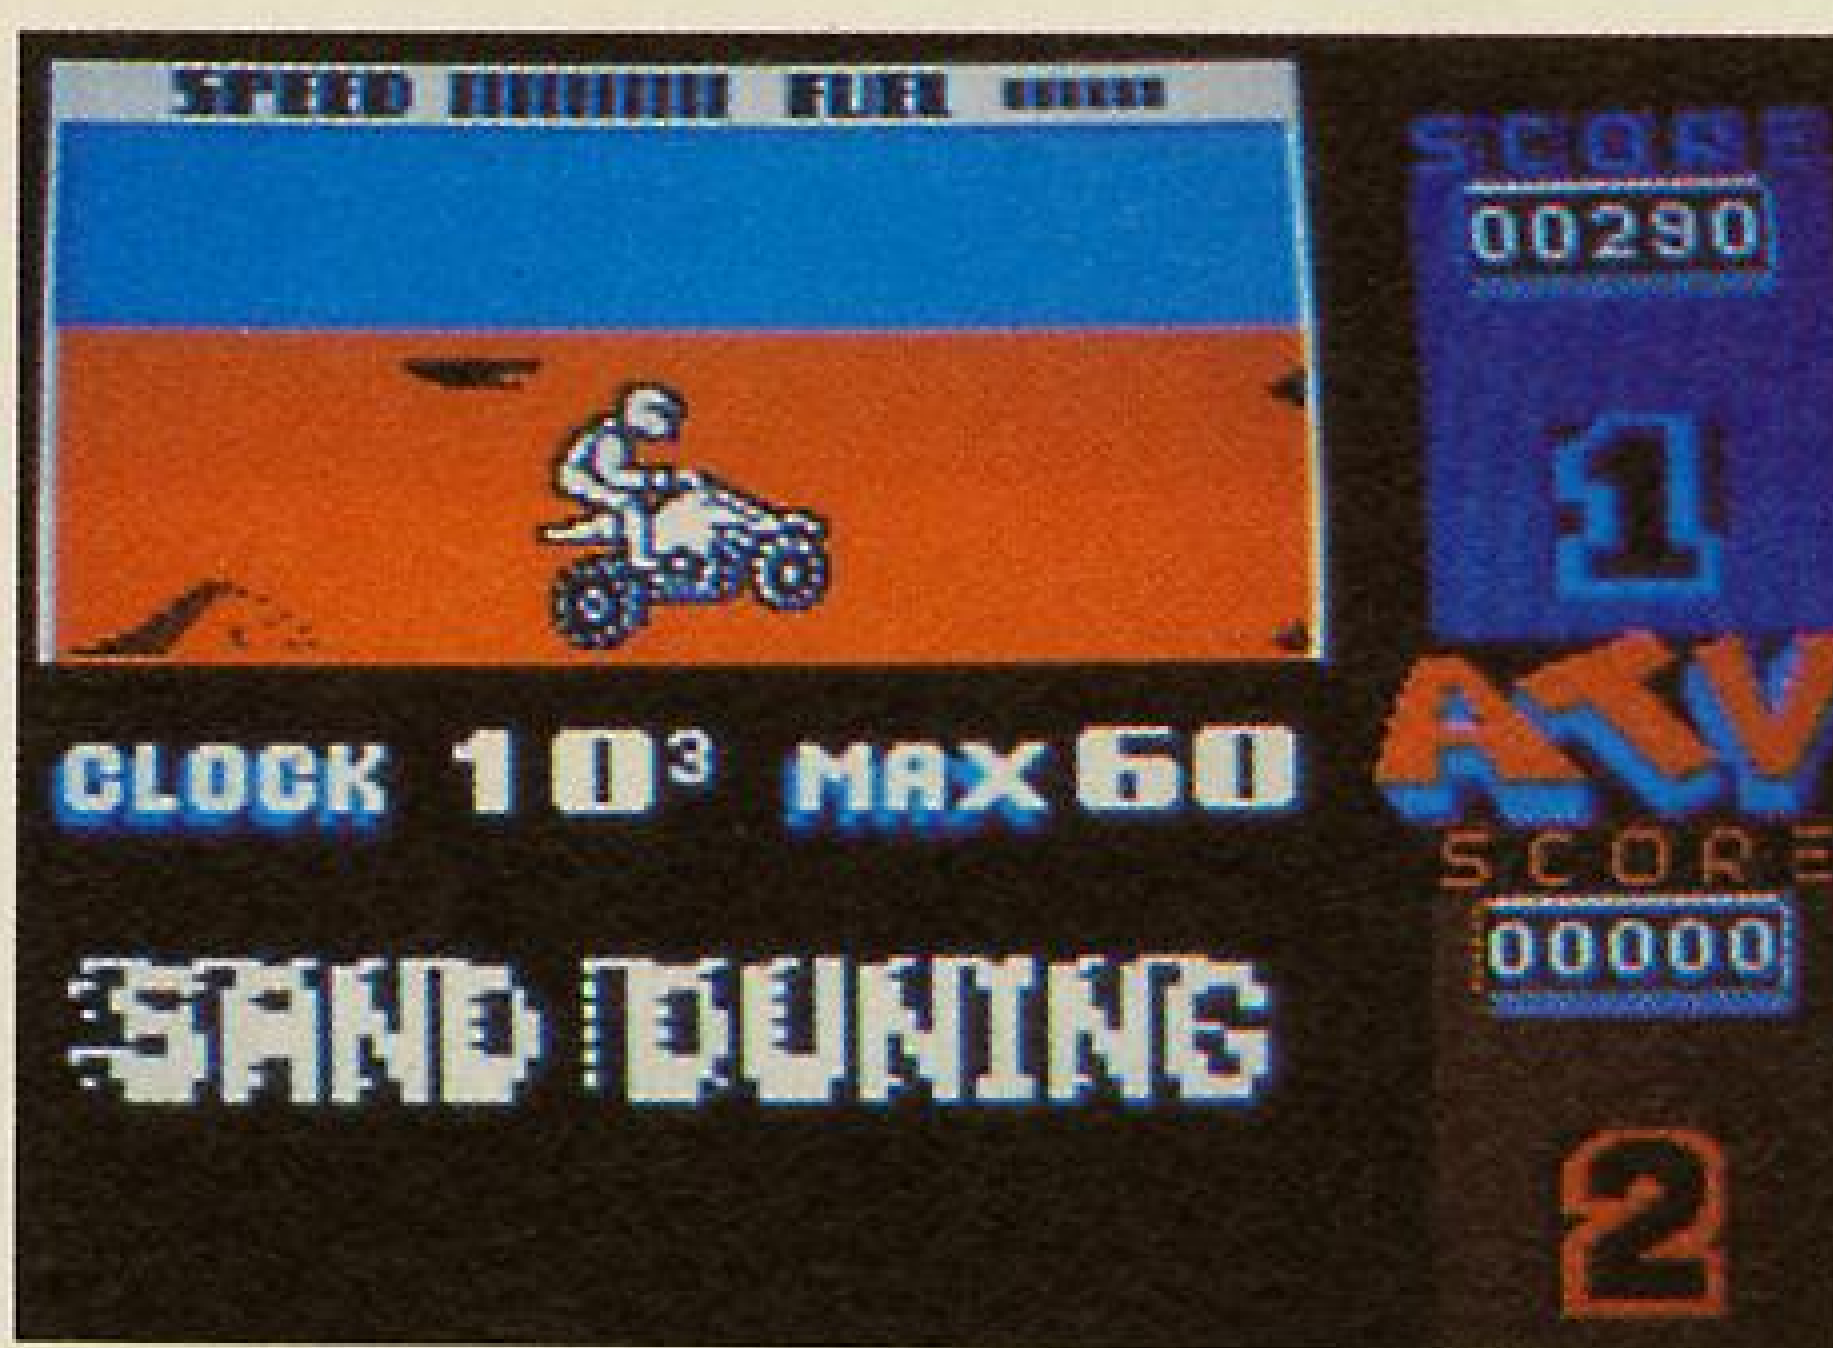 SPEED FUEL
SCORE
00290
1
ATV
CLOCK 10³ MAX 60
SCORE
00000
SAND DUNING
2